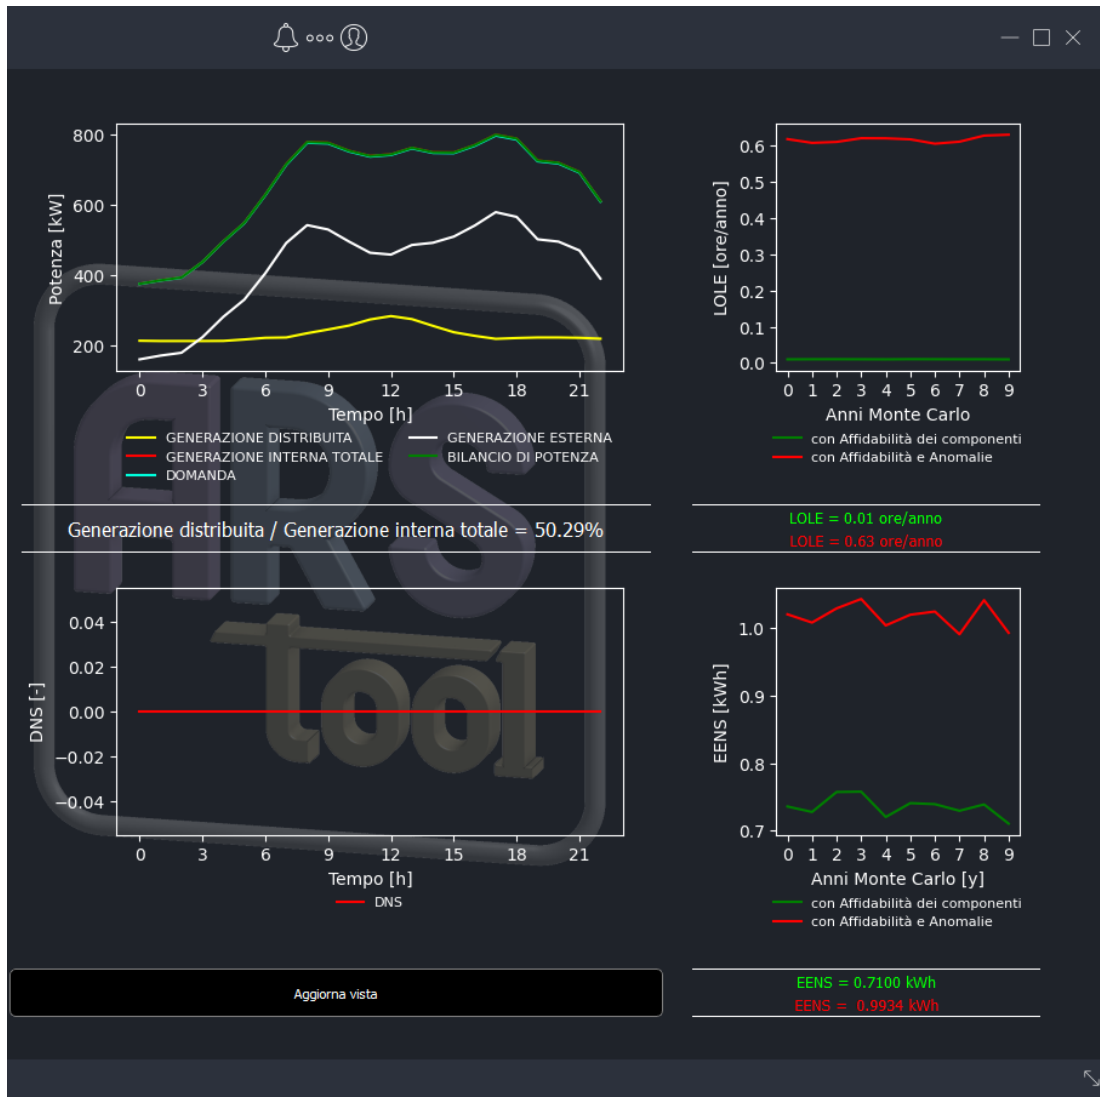 800
600
400
200
Potenza [kW]
0 3 6 9 12 15 18 21
Tempo [h]
GENERAZIONE DISTRIBUITA
GENERAZIONE INTERNA TOTALE
DOMANDA
GENERAZIONE ESTERNA
BILANCIO DI POTENZA
0.6
0.5
0.4
0.3
0.2
0.1
0.0
LOLE [ore/anno]
0 1 2 3 4 5 6 7 8 9
Anni Monte Carlo
con Affidabilità dei componenti
con Affidabilità e Anomalie
Generazione distribuita / Generazione interna totale = 50.29%
LOLE = 0.01 ore/anno
LOLE = 0.63 ore/anno
ARS
tool
0.04
0.02
0.00
−0.02
−0.04
DNS [-]
0 3 6 9 12 15 18 21
Tempo [h]
DNS
1.0
0.9
0.8
0.7
EENS [kWh]
0 1 2 3 4 5 6 7 8 9
Anni Monte Carlo [y]
con Affidabilità dei componenti
con Affidabilità e Anomalie
Aggiorna vista
EENS = 0.7100 kWh
EENS = 0.9934 kWh